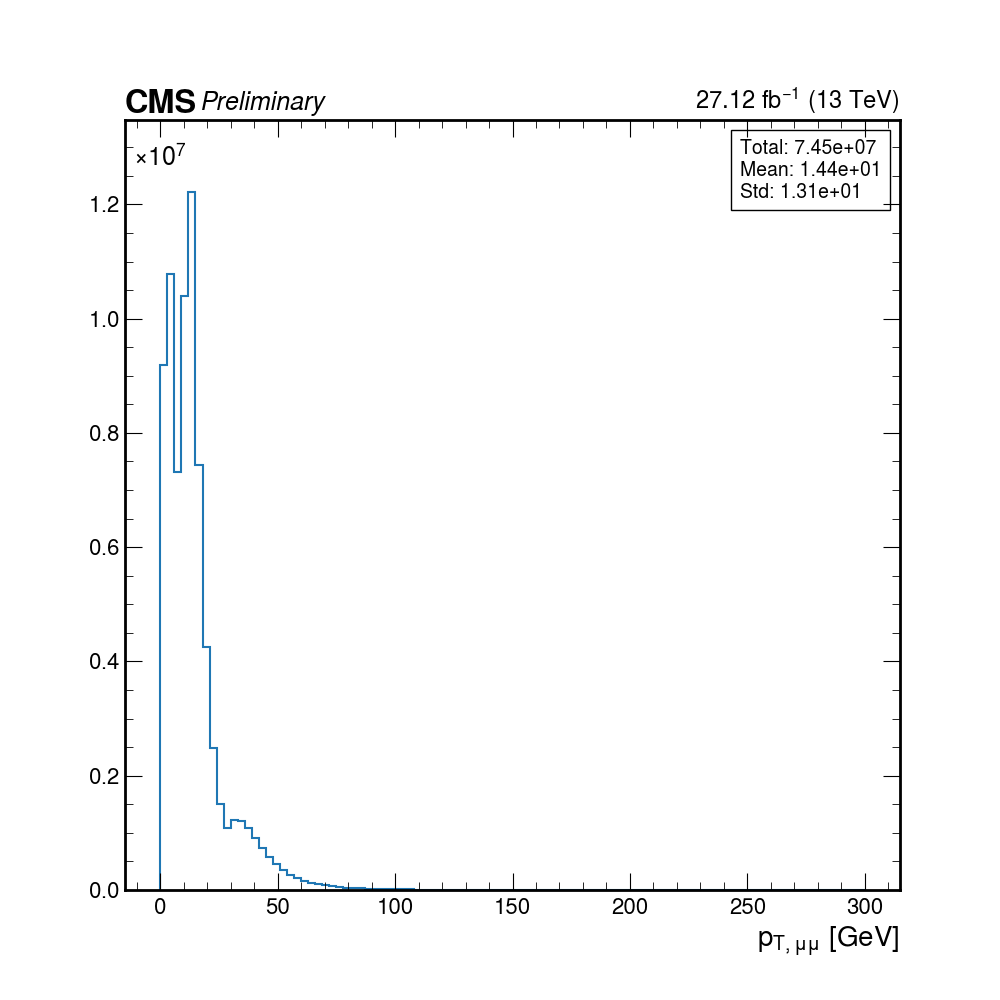 CMS Preliminary
27.12 fb⁻¹ (13 TeV)
×10⁷
Total: 7.45e+07
Mean: 1.44e+01
Std: 1.31e+01
1.2
1.0
0.8
0.6
0.4
0.2
0.0
0 50 100 150 200 250 300
p_T, μμ [GeV]